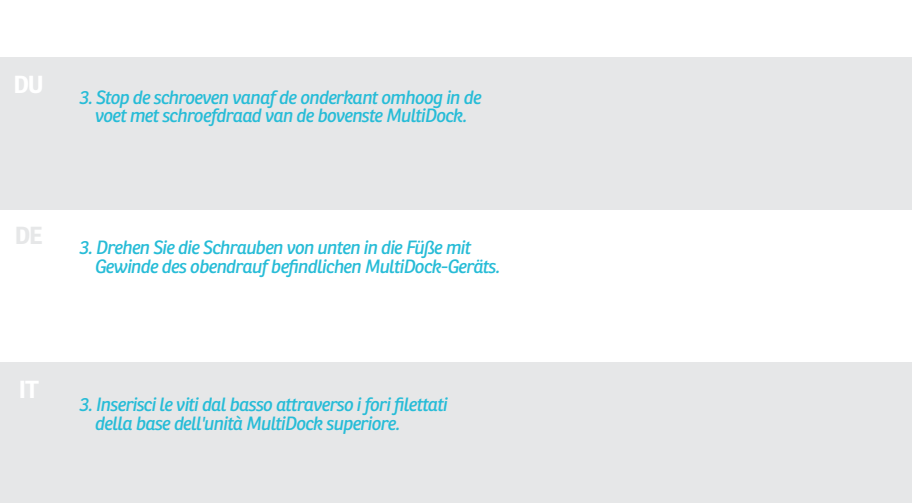 DU
3. Stop de schroeven vanaf de onderkant omhoog in de
voet met schroefdraad van de bovenste MultiDock.
DE
3. Drehen Sie die Schrauben von unten in die Füße mit
Gewinde des obendrauf befindlichen MultiDock-Geräts.
IT
3. Inserisci le viti dal basso attraverso i fori filettati
della base dell'unità MultiDock superiore.